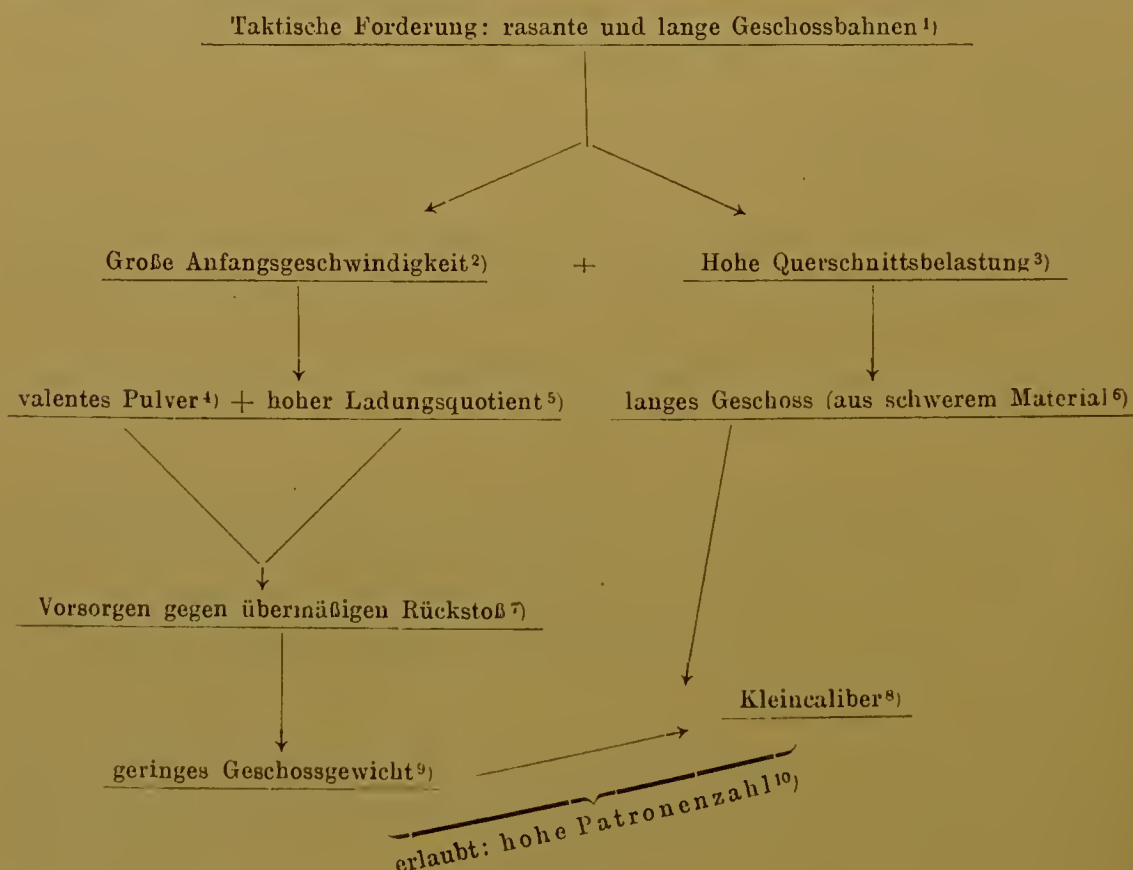 Taktische Forderung: rasante und lange Geschossbahnen ¹)
Große Anfangsgeschwindigkeit ²) + Hohe Querschnittsbelastung ³)
valentes Pulver ⁴) + hoher Ladungsquotient ⁵) langes Geschoss (aus schwerem Material ⁶)
Vorsorgen gegen übermäßigen Rückstoß ⁷)
Kleincaliber ⁸)
geringes Geschossgewicht ⁹)
erlaubt: hohe Patronenzahl ¹⁰)